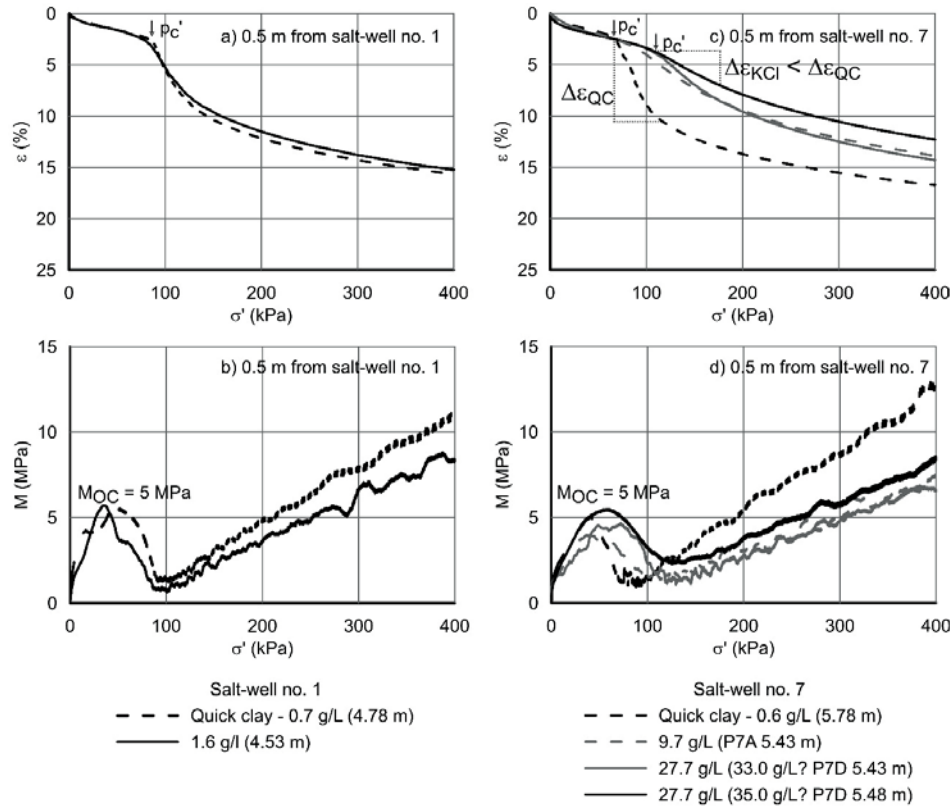 0
5
10
15
20
25
ε (%)
pc'
a) 0.5 m from salt-well no. 1
0 100 200 300 400
σ' (kPa)
0
5
10
15
20
25
ε (%)
pc'
pc'
c) 0.5 m from salt-well no. 7
ΔεKCl < ΔεQC
ΔεQC
0 100 200 300 400
σ' (kPa)
15
10
5
0
M (MPa)
b) 0.5 m from salt-well no. 1
MOC = 5 MPa
0 100 200 300 400
σ' (kPa)
15
10
5
0
M (MPa)
d) 0.5 m from salt-well no. 7
MOC = 5 MPa
0 100 200 300 400
σ' (kPa)
Salt-well no. 1
Quick clay - 0.7 g/L (4.78 m)
1.6 g/l (4.53 m)
Salt-well no. 7
Quick clay - 0.6 g/L (5.78 m)
9.7 g/L (P7A 5.43 m)
27.7 g/L (33.0 g/L? P7D 5.43 m)
27.7 g/L (35.0 g/L? P7D 5.48 m)